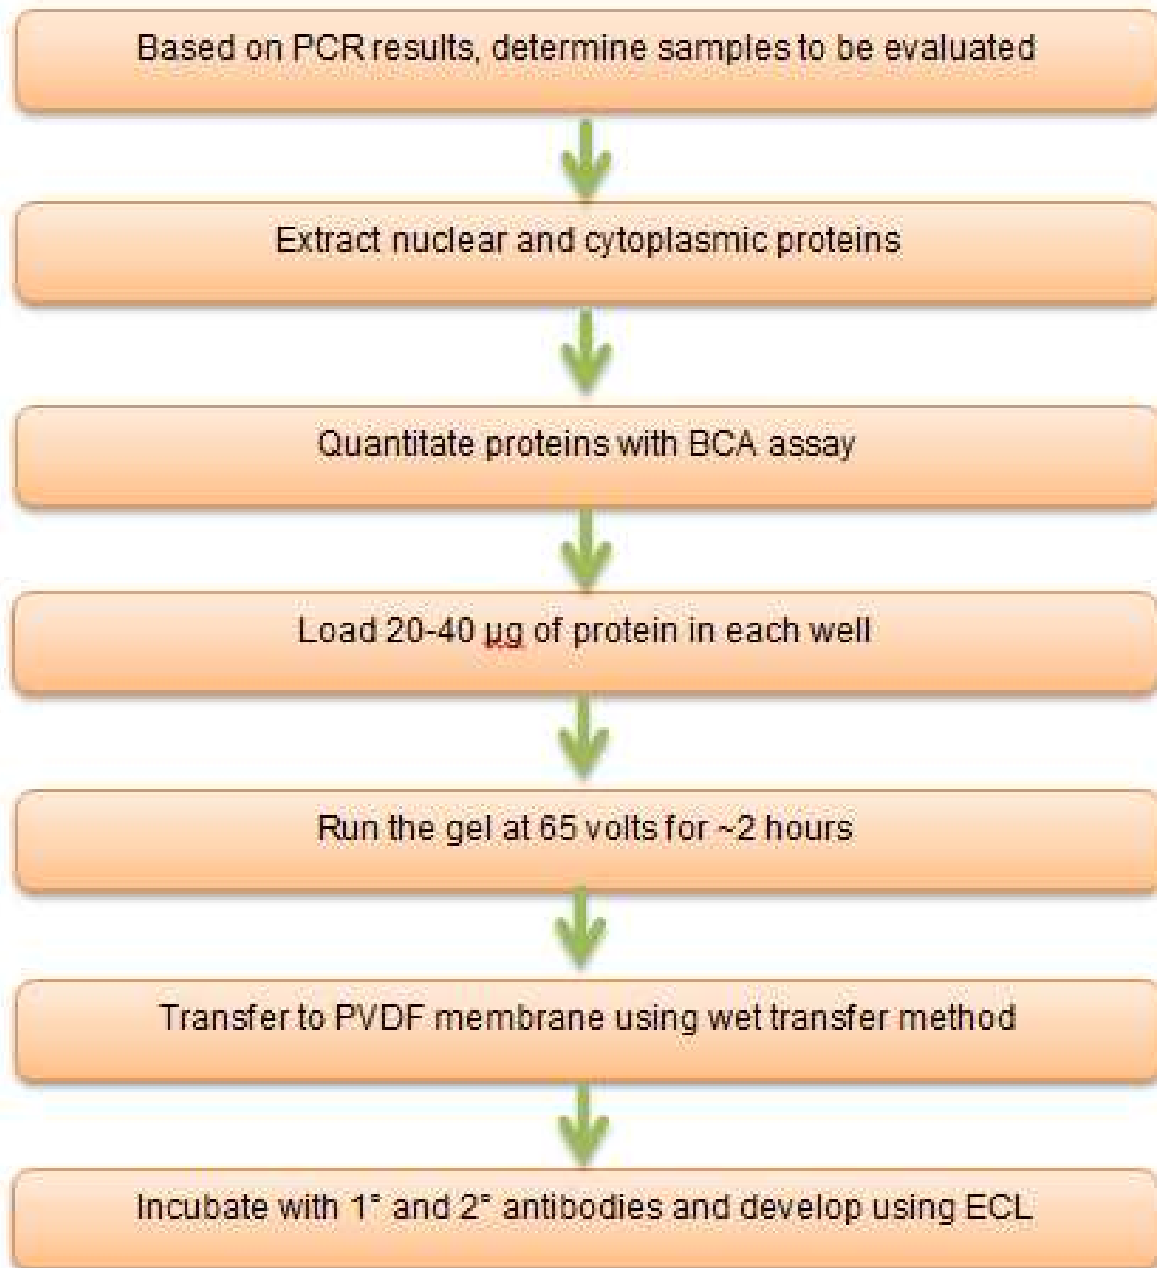 Based on PCR results, determine samples to be evaluated
Extract nuclear and cytoplasmic proteins
Quantitate proteins with BCA assay
Load 20-40 µg of protein in each well
Run the gel at 65 volts for ~2 hours
Transfer to PVDF membrane using wet transfer method
Incubate with 1° and 2° antibodies and develop using ECL